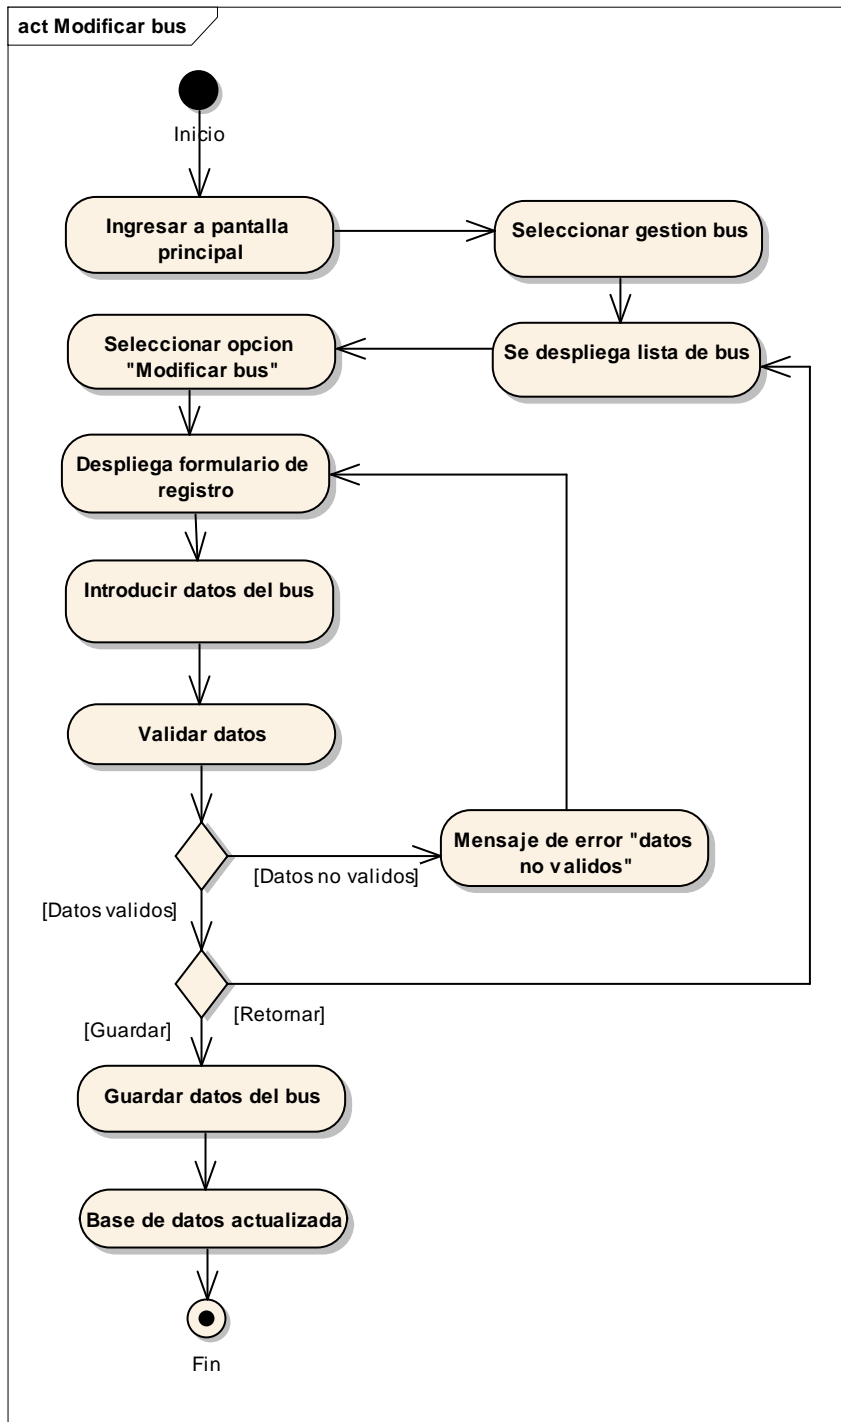 act Modificar bus
Inicio
Ingresar a pantalla
principal
Seleccionar gestion bus
Se despliega lista de bus
Seleccionar opcion
"Modificar bus"
Despliega formulario de
registro
Introducir datos del bus
Validar datos
Mensaje de error "datos
no validos"
[Datos no validos]
[Datos validos]
[Retornar]
[Guardar]
Guardar datos del bus
Base de datos actualizada
Fin